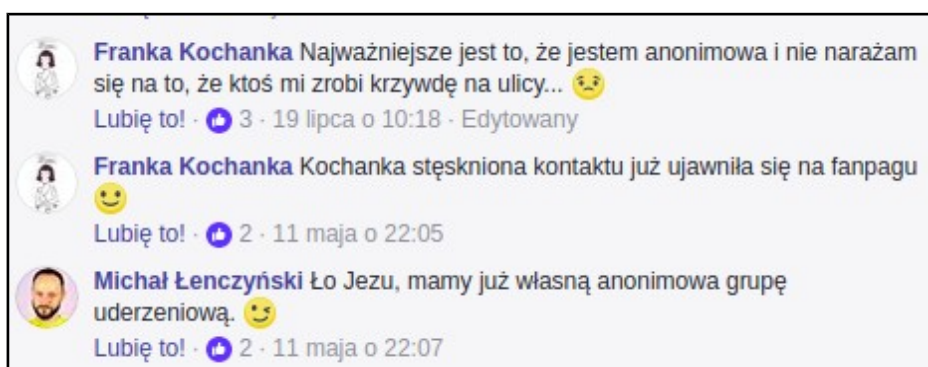 Franka Kochanka Najważniejsze jest to, że jestem anonimowa i nie narażam
się na to, że ktoś mi zrobi krzywdę na ulicy... 😟
Lubię to! · 3 · 19 lipca o 10:18 · Edytowany
Franka Kochanka Kochanka stęskniona kontaktu już ujawniła się na fanpagu
🙂
Lubię to! · 2 · 11 maja o 22:05
Michał Łenczyński Ło Jezu, mamy już własną anonimowa grupę
uderzeniową. 😉
Lubię to! · 2 · 11 maja o 22:07